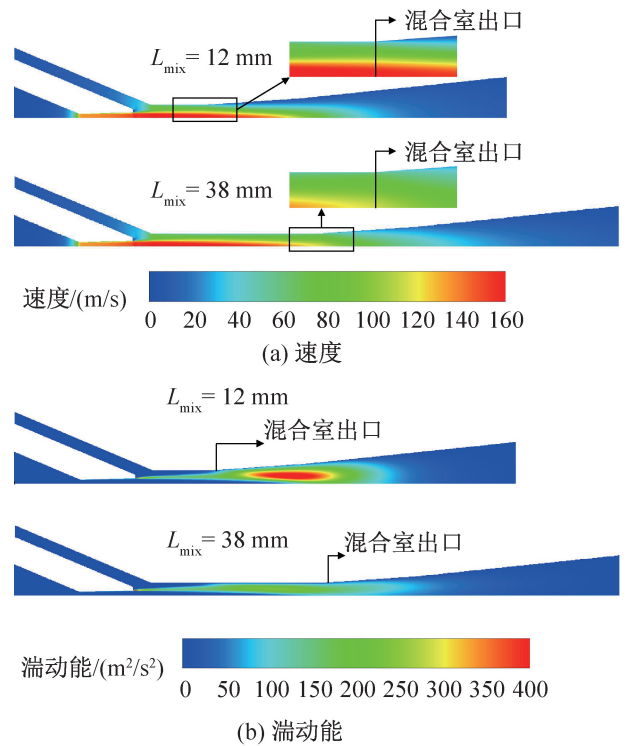 混合室出口
L_mix= 12 mm
混合室出口
L_mix= 38 mm
速度/(m/s)
0 20 40 60 80 100 120 140 160
(a) 速度
L_mix= 12 mm
混合室出口
L_mix= 38 mm
混合室出口
湍动能/(m²/s²)
0 50 100 150 200 250 300 350 400
(b) 湍动能